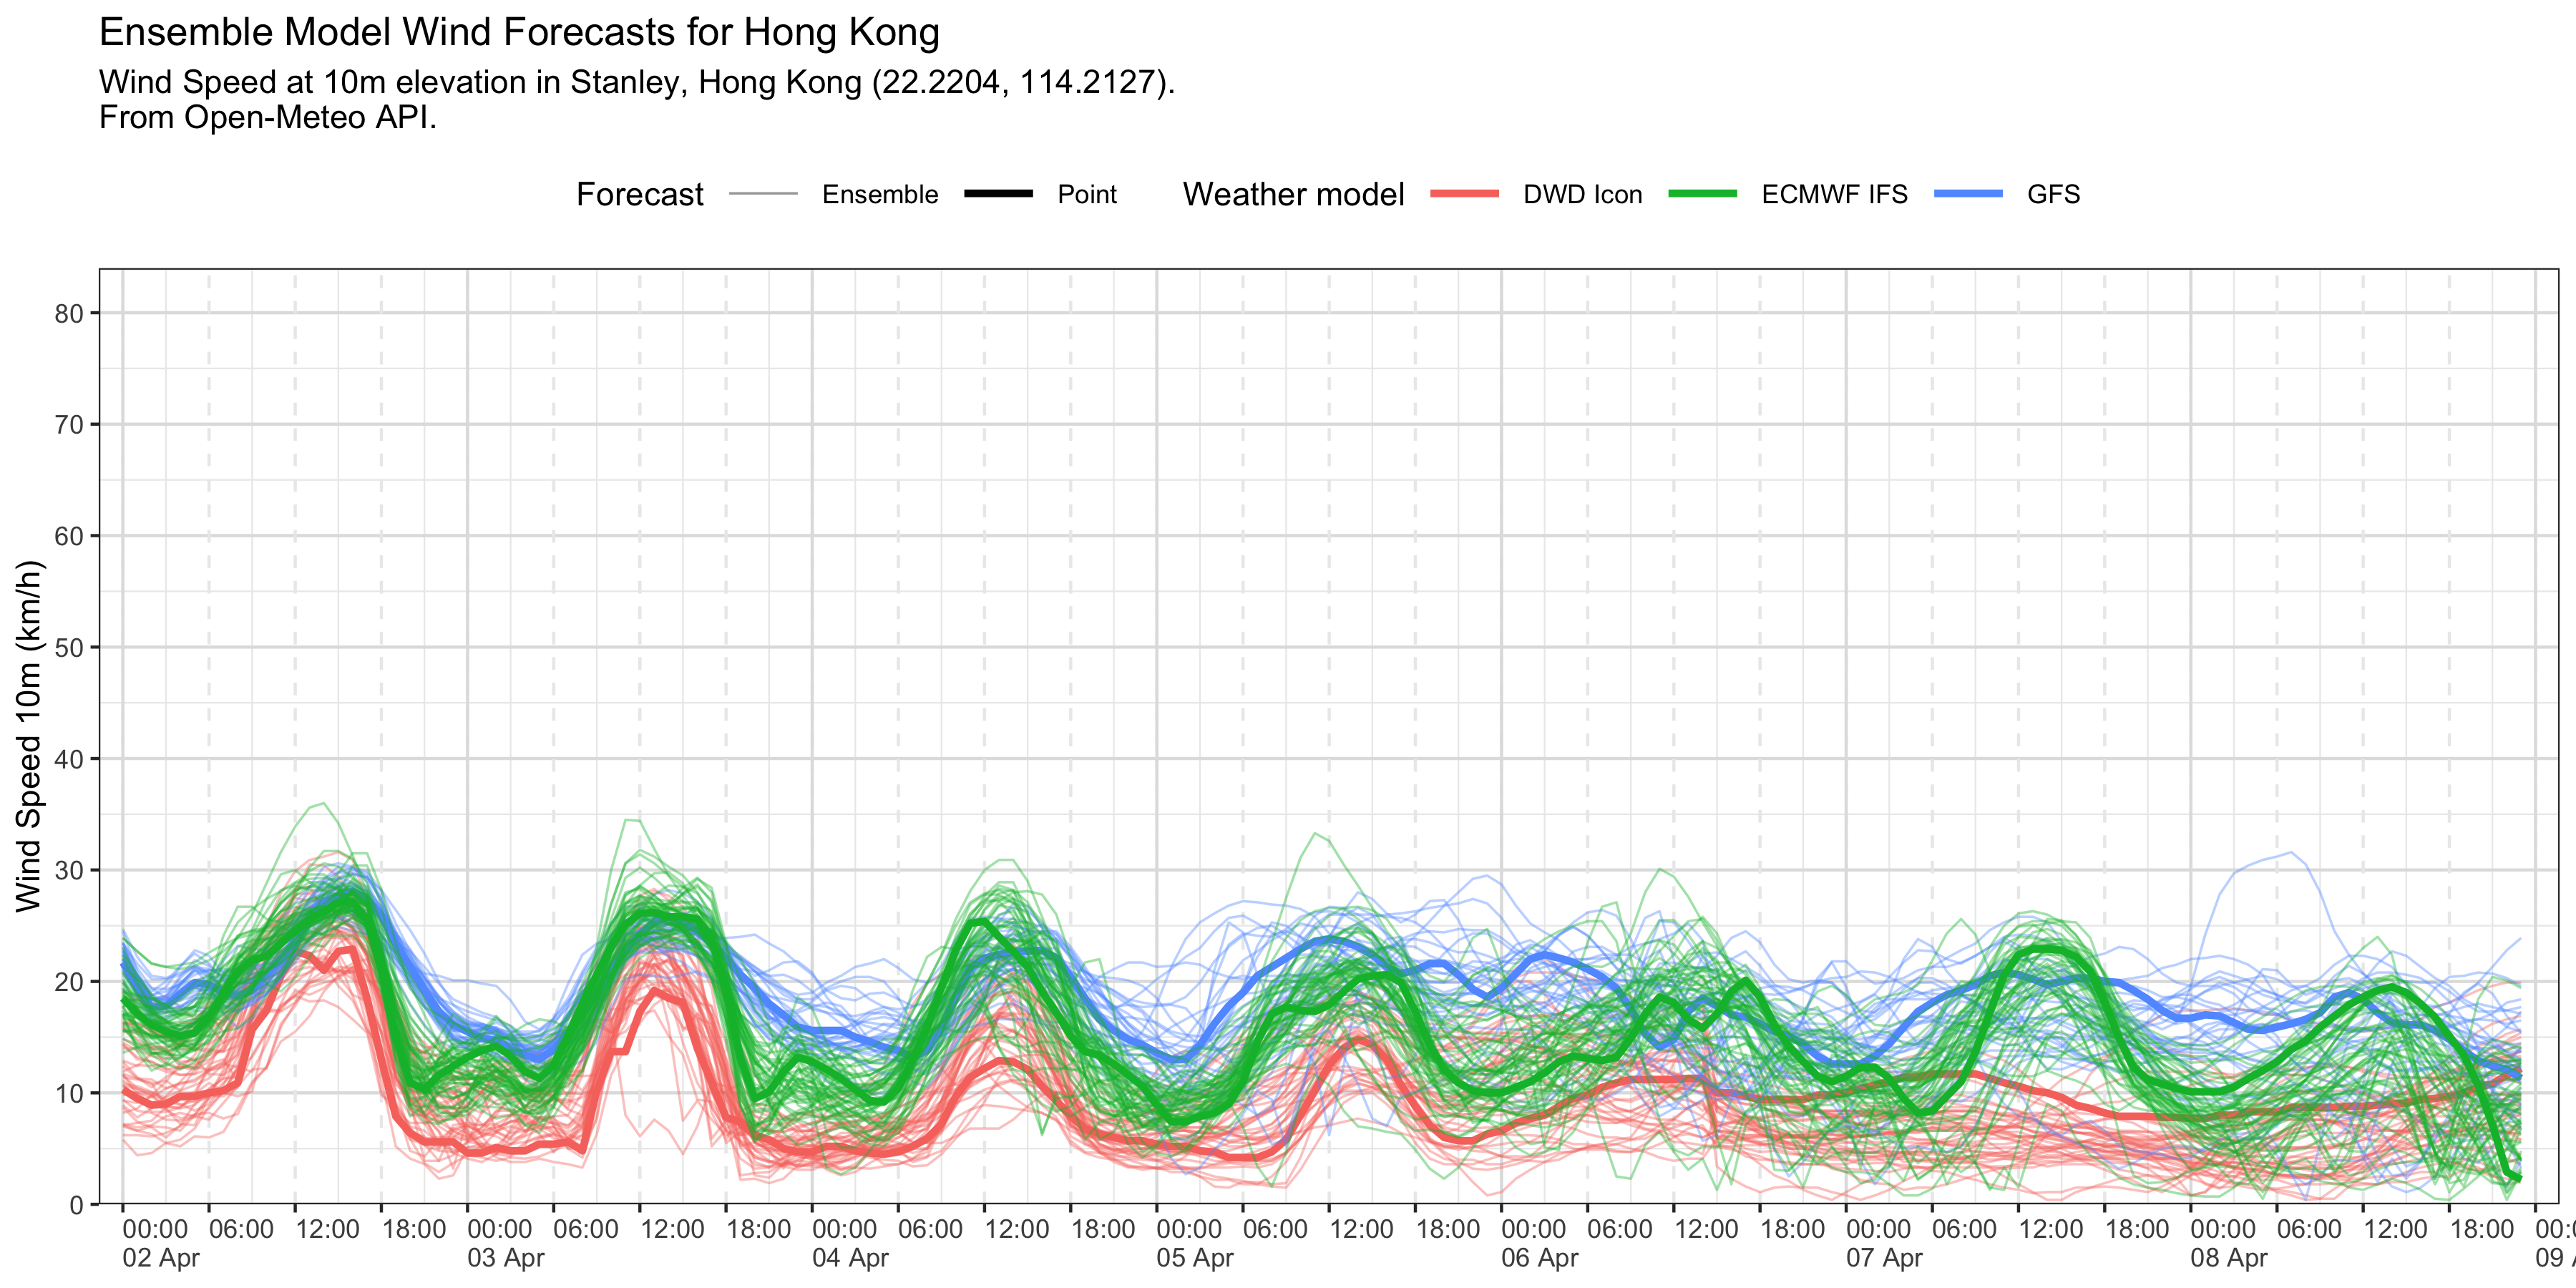 Ensemble Model Wind Forecasts for Hong Kong
Wind Speed at 10m elevation in Stanley, Hong Kong (22.2204, 114.2127).
From Open-Meteo API.
Forecast Ensemble Point Weather model DWD Icon ECMWF IFS GFS
Wind Speed 10m (km/h)
80
70
60
50
40
30
20
10
0
00:00 06:00 12:00 18:00 00:00 06:00 12:00 18:00 00:00 06:00 12:00 18:00 00:00 06:00 12:00 18:00 00:00 06:00 12:00 18:00 00:00 06:00 12:00 18:00 00:00 06:00 12:00 18:00
02 Apr 03 Apr 04 Apr 05 Apr 06 Apr 07 Apr 08 Apr 09